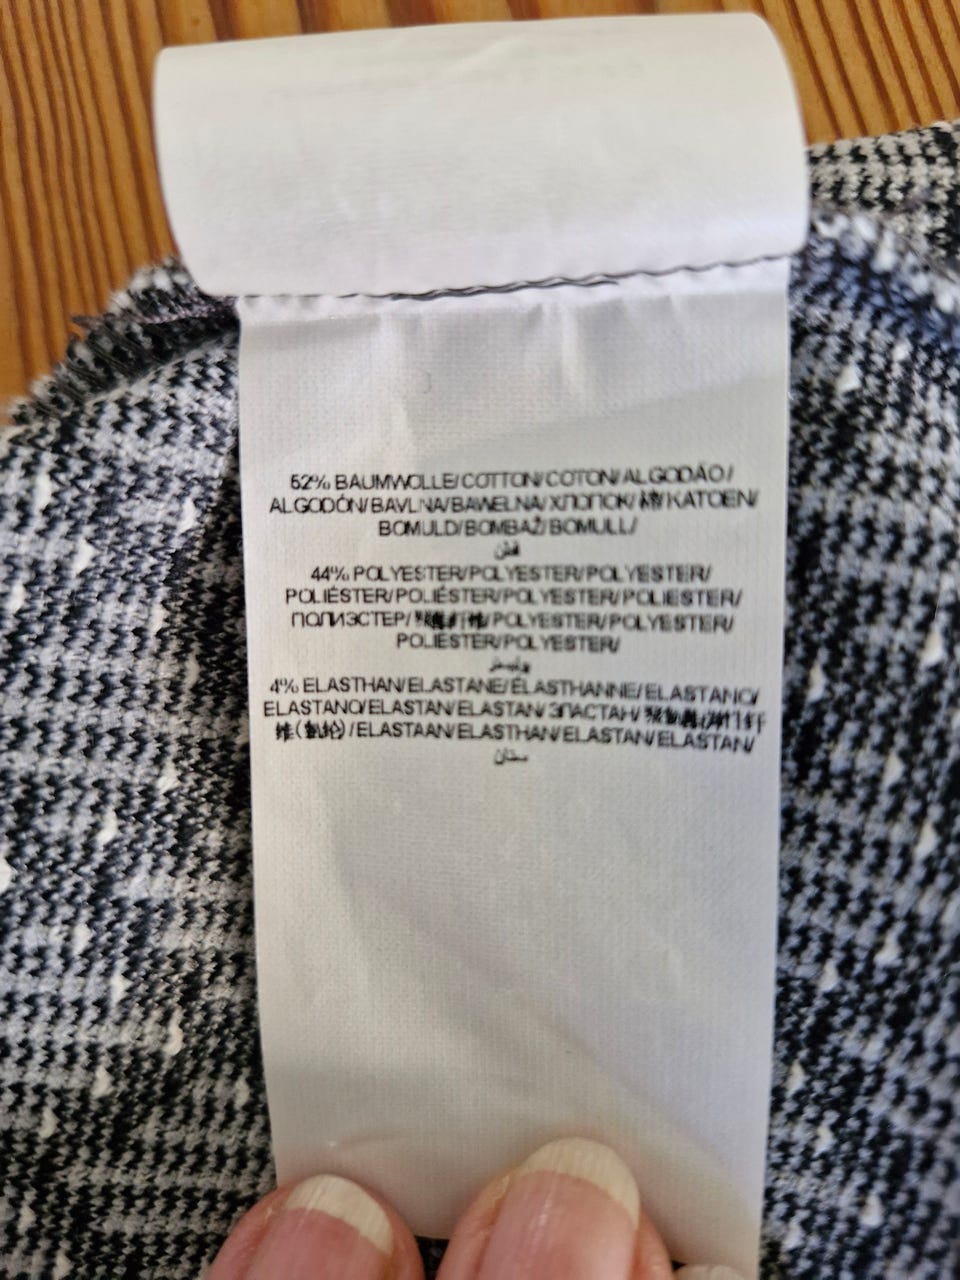 52% BAUMWOLLE/COTTON/COTON/ALGODÃO/
ALGODÓN/BAVLNA/BAWEŁNA/ХЛОПОК/棉/KATOEN/
BOMULD/BOMBAŽ/BOMULL/
قطن
44% POLYESTER/POLYESTER/POLYESTER/
POLIÉSTER/POLIÉSTER/POLYESTER/POLIESTER/
ПОЛИЭСТЕР/聚酯纤维/POLYESTER/POLYESTER/
POLIESTER/POLYESTER/
بوليستر
4% ELASTHAN/ELASTANE/ÉLASTHANNE/ELASTANO/
ELASTANO/ELASTAN/ELASTAN/ЭЛАСТАН/
维(氨纶)/ELASTAAN/ELASTHAN/ELASTAN/ELASTAN/